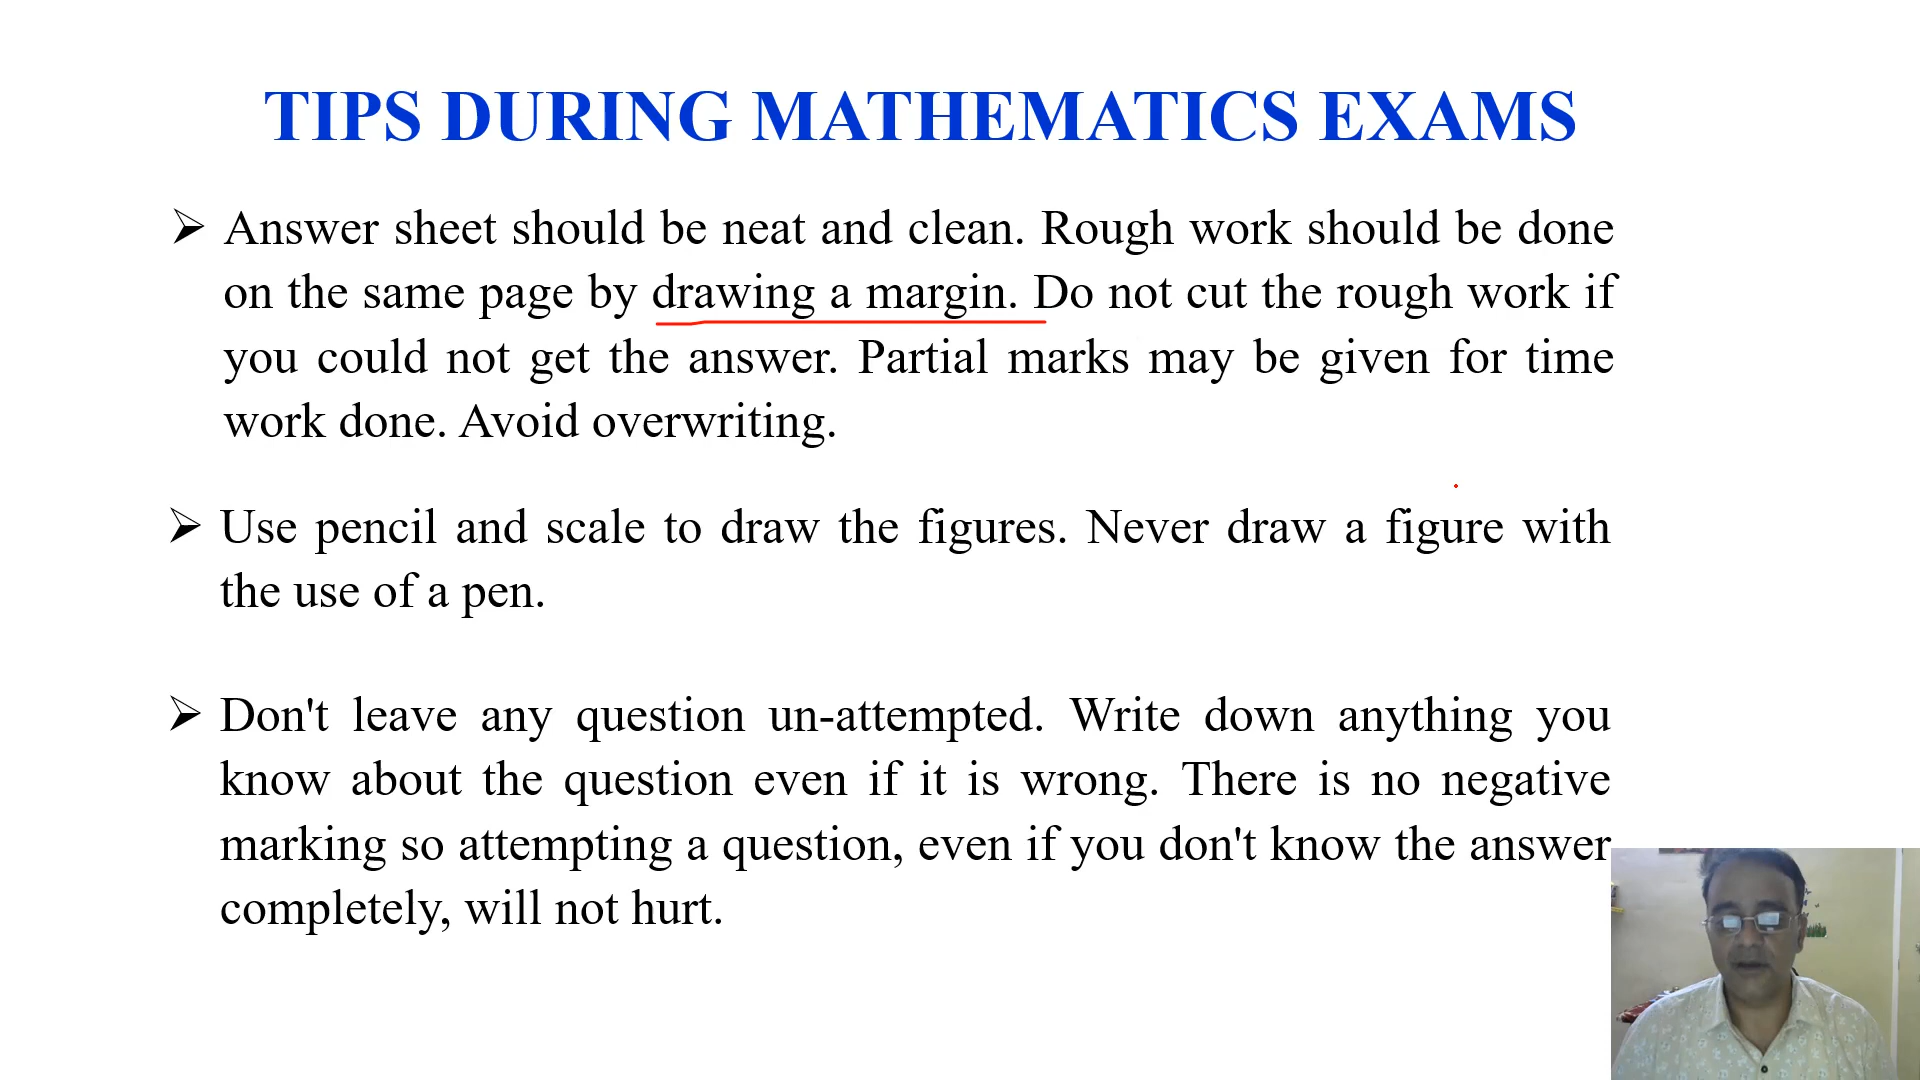 TIPS DURING MATHEMATICS EXAMS
➢ Answer sheet should be neat and clean. Rough work should be done
on the same page by drawing a margin. Do not cut the rough work if
you could not get the answer. Partial marks may be given for time
work done. Avoid overwriting.
➢ Use pencil and scale to draw the figures. Never draw a figure with
the use of a pen.
➢ Don't leave any question un-attempted. Write down anything you
know about the question even if it is wrong. There is no negative
marking so attempting a question, even if you don't know the answer
completely, will not hurt.